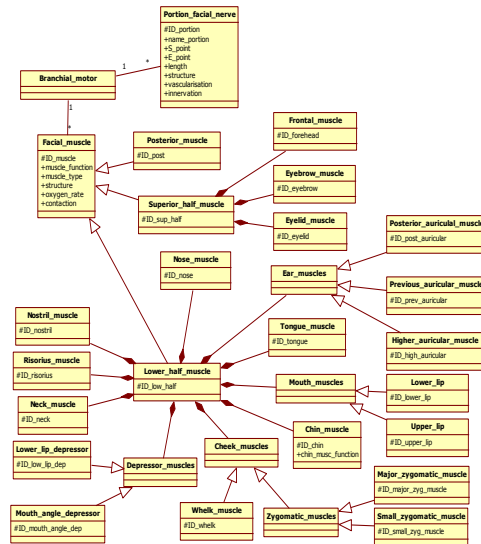 Portion_facial_nerve
#ID_portion
+name_portion
+S_point
+E_point
+length
+structure
+vascularisation
+innervation
1
*
Branchial_motor
1
*
Facial_muscle
#ID_muscle
+muscle_function
+muscle_type
+structure
+oxygen_rate
+contaction
Posterior_muscle
#ID_post
Frontal_muscle
#ID_forehead
Eyebrow_muscle
#ID_eyebrow
Superior_half_muscle
#ID_sup_half
Eyelid_muscle
#ID_eyelid
Posterior_auriculal_muscle
#ID_post_auricular
Nose_muscle
#ID_nose
Ear_muscles
Previous_auricular_muscle
#ID_prev_auricular
Nostril_muscle
#ID_nostril
Tongue_muscle
#ID_tongue
Higher_auricular_muscle
#ID_high_auricular
Risorius_muscle
#ID_risorius
Lower_half_muscle
#ID_low_half
Mouth_muscles
Lower_lip
#ID_lower_lip
Neck_muscle
#ID_neck
Upper_lip
#ID_upper_lip
Chin_muscle
#ID_chin
+chin_musc_function
Lower_lip_depressor
#ID_low_lip_dep
Depressor_muscles
Cheek_muscles
Major_zygomatic_muscle
#ID_major_zyg_muscle
Mouth_angle_depressor
#ID_mouth_angle_dep
Whelk_muscle
#ID_whelk
Zygomatic_muscles
Small_zygomatic_muscle
#ID_small_zyg_muscle